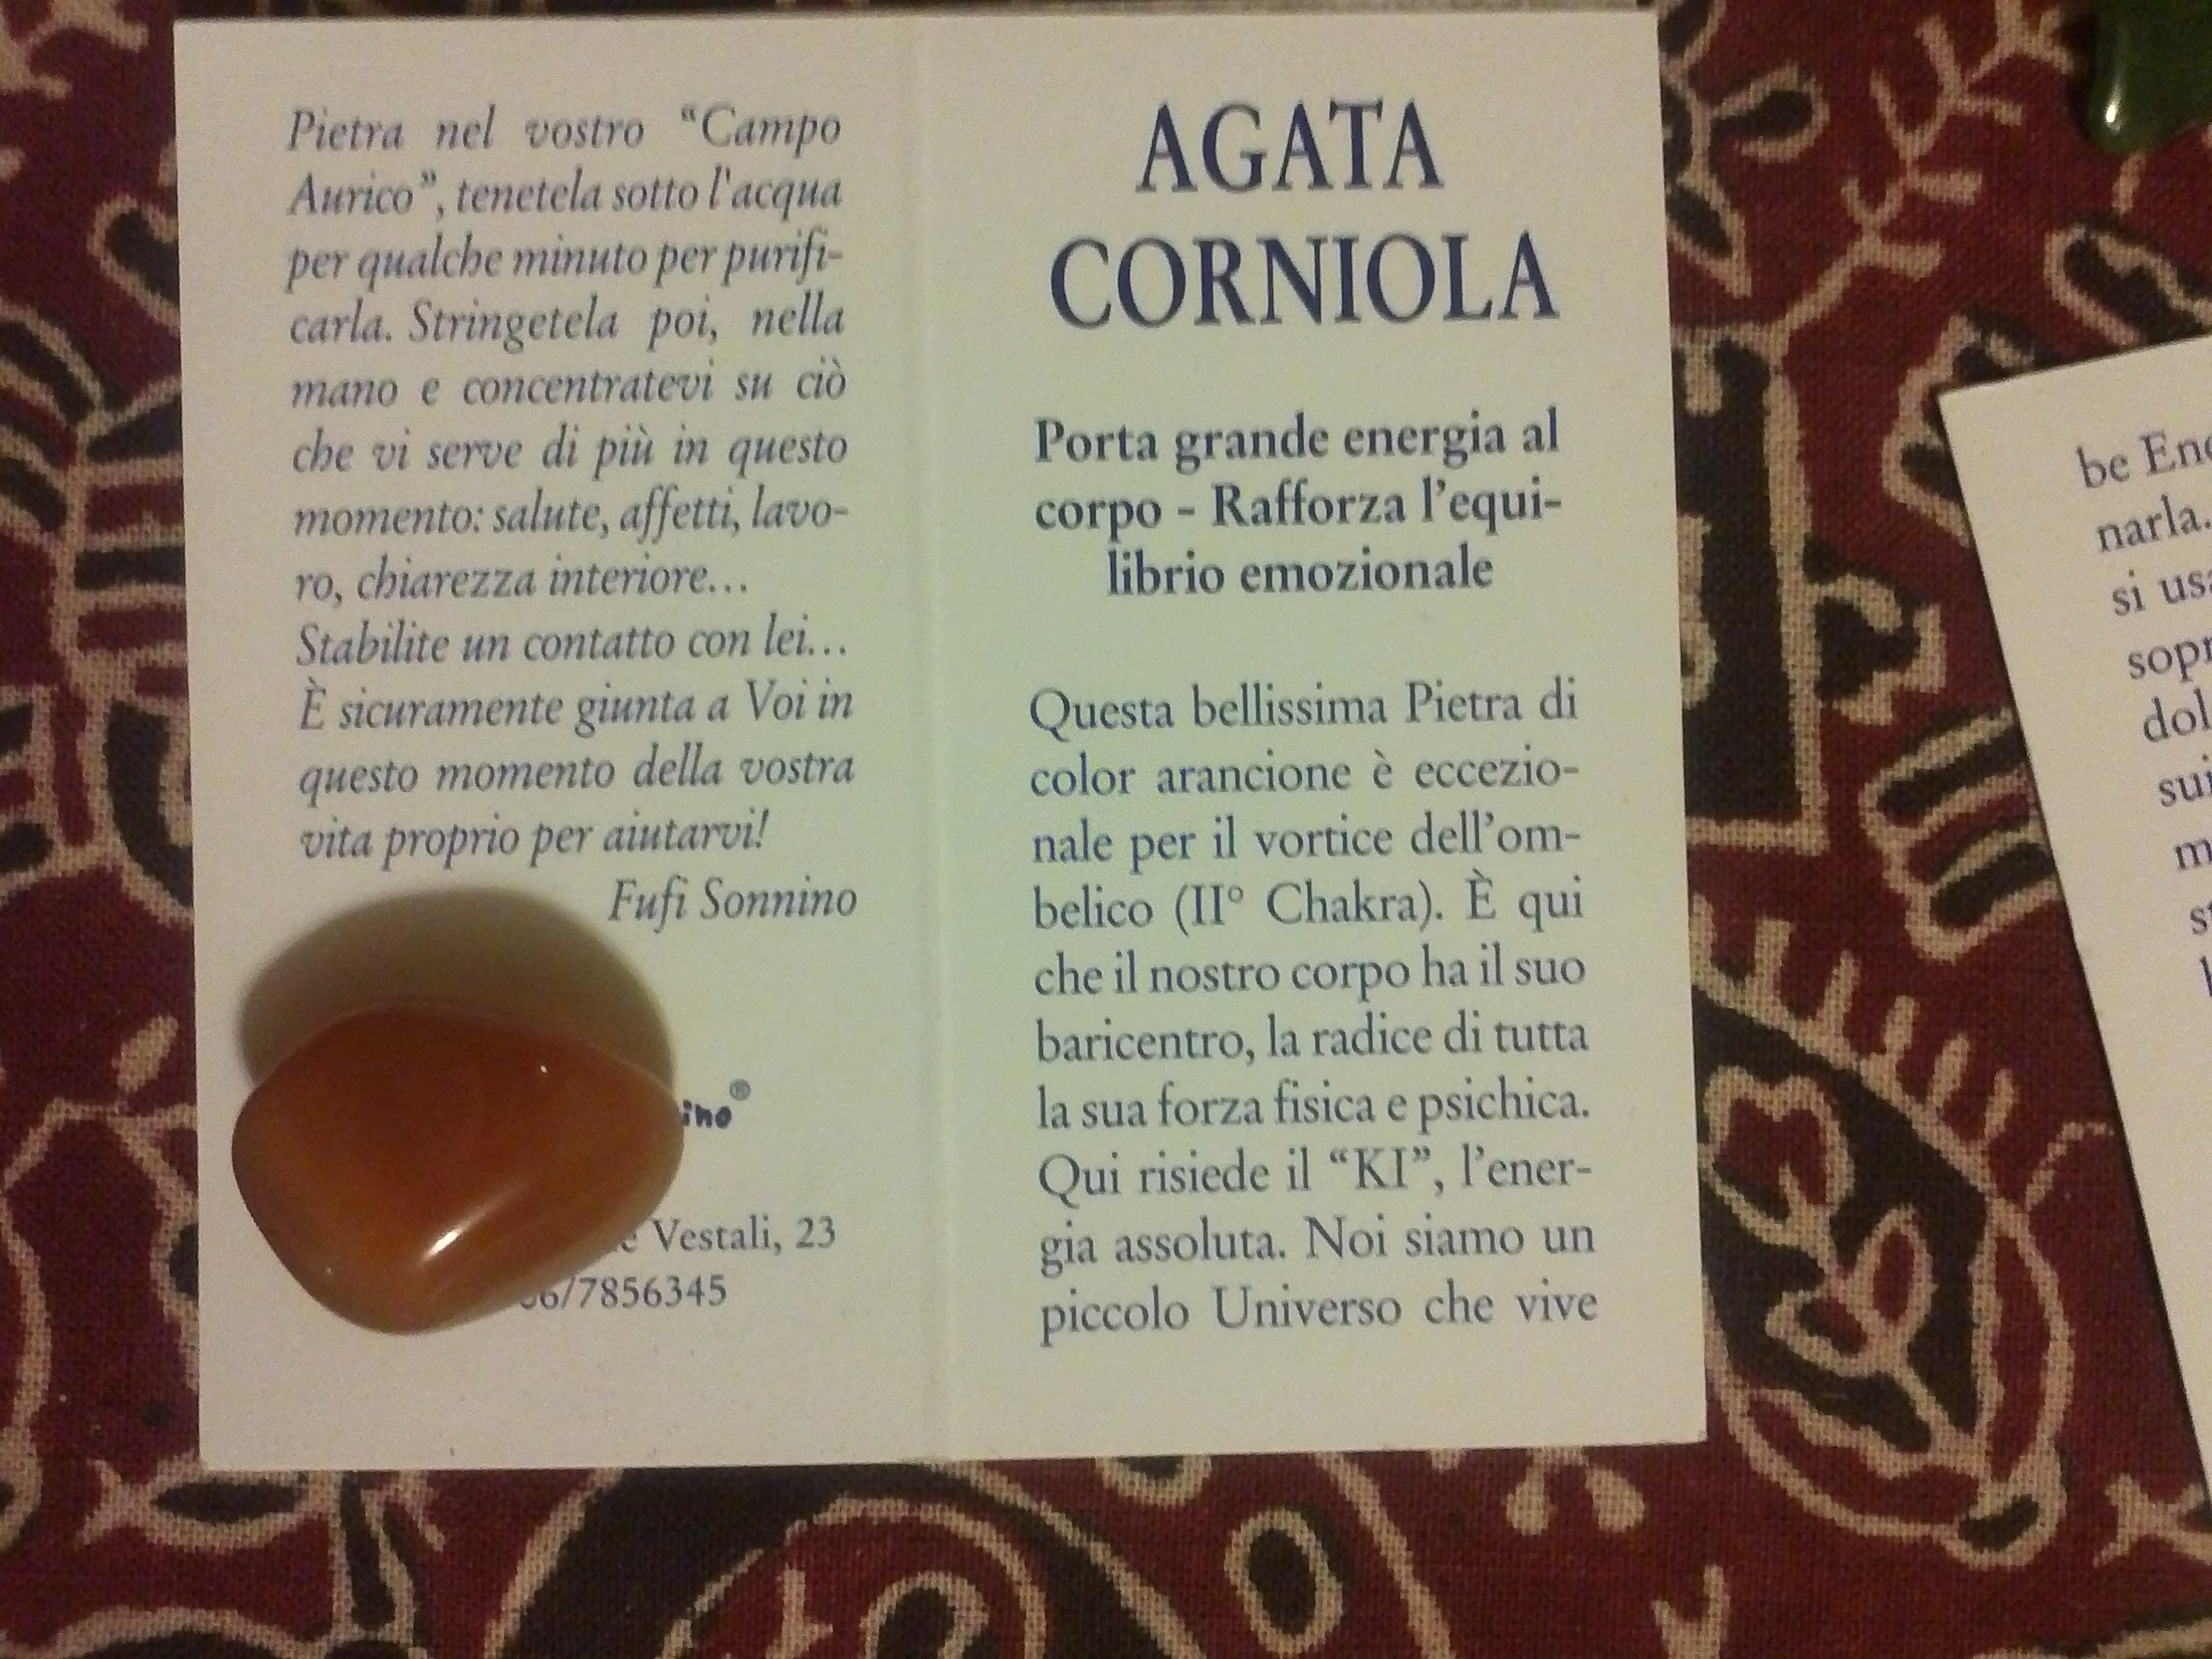 Pietra nel vostro “Campo
Aurico”, tenetela sotto l'acqua
per qualche minuto per purifi-
carla. Stringetela poi, nella
mano e concentratevi su ciò
che vi serve di più in questo
momento: salute, affetti, lavo-
ro, chiarezza interiore...
Stabilite un contatto con lei...
È sicuramente giunta a Voi in
questo momento della vostra
vita proprio per aiutarvi!
Fufi Sonnino
Vestali, 23
06/7856345
AGATA
CORNIOLA
Porta grande energia al
corpo - Rafforza l’equi-
librio emozionale
Questa bellissima Pietra di
color arancione è eccezio-
nale per il vortice dell’om-
belico (II° Chakra). È qui
che il nostro corpo ha il suo
baricentro, la radice di tutta
la sua forza fisica e psichica.
Qui risiede il “KI”, l’ener-
gia assoluta. Noi siamo un
piccolo Universo che vive
be
narla.
si